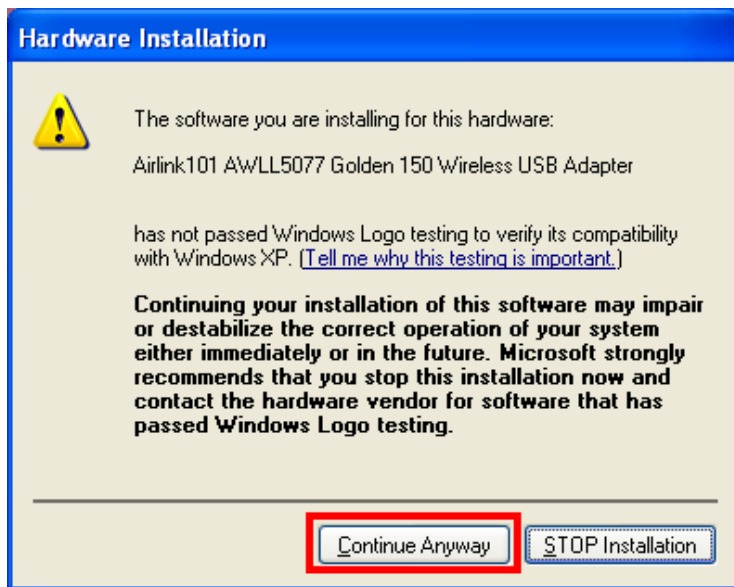 Hardware Installation
The software you are installing for this hardware:
Airlink101 AWLL5077 Golden 150 Wireless USB Adapter
has not passed Windows Logo testing to verify its compatibility
with Windows XP. (Tell me why this testing is important.)
Continuing your installation of this software may impair
or destabilize the correct operation of your system
either immediately or in the future. Microsoft strongly
recommends that you stop this installation now and
contact the hardware vendor for software that has
passed Windows Logo testing.
Continue Anyway
STOP Installation